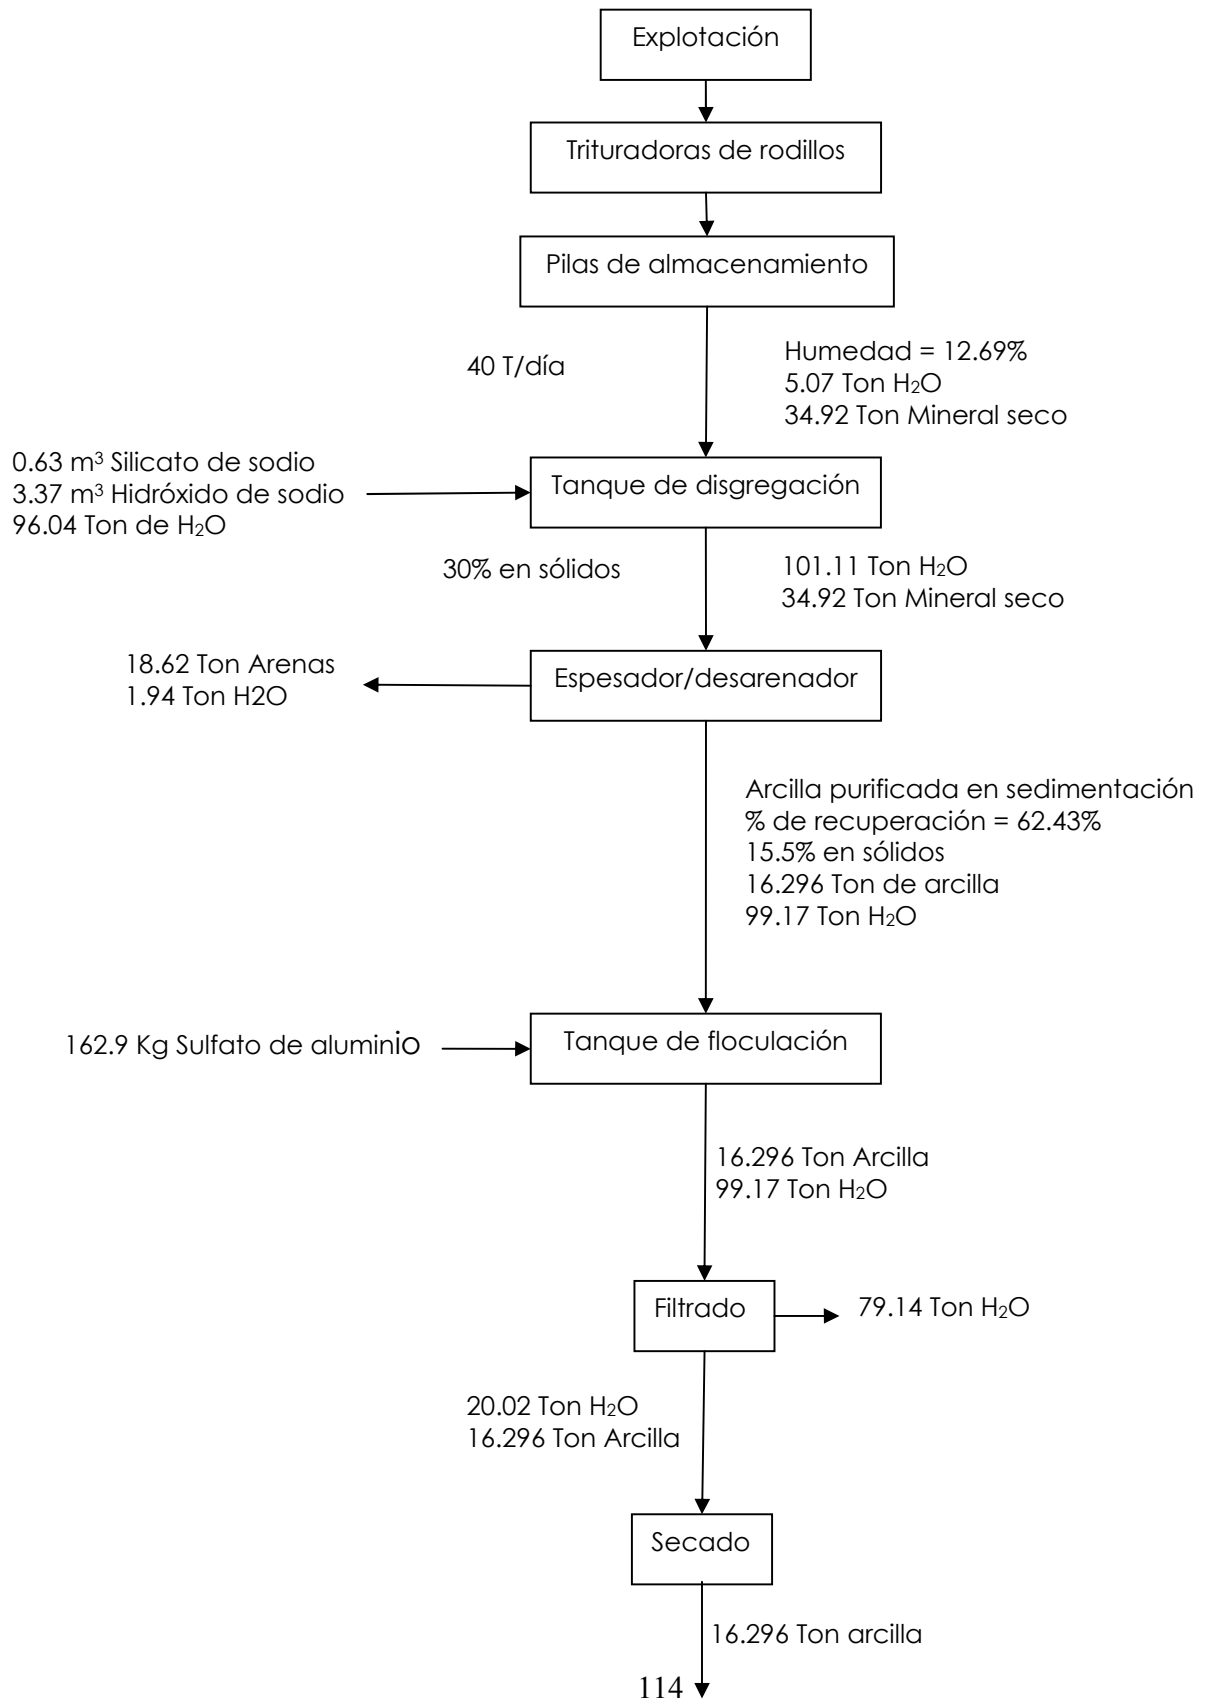 Explotación
Trituradoras de rodillos
Pilas de almacenamiento
40 T/día
Humedad = 12.69%
5.07 Ton H₂O
34.92 Ton Mineral seco
0.63 m³ Silicato de sodio
3.37 m³ Hidróxido de sodio
96.04 Ton de H₂O
Tanque de disgregación
30% en sólidos
101.11 Ton H₂O
34.92 Ton Mineral seco
18.62 Ton Arenas
1.94 Ton H2O
Espesador/desarenador
Arcilla purificada en sedimentación
% de recuperación = 62.43%
15.5% en sólidos
16.296 Ton de arcilla
99.17 Ton H₂O
162.9 Kg Sulfato de aluminio
Tanque de floculación
16.296 Ton Arcilla
99.17 Ton H₂O
Filtrado
79.14 Ton H₂O
20.02 Ton H₂O
16.296 Ton Arcilla
Secado
16.296 Ton arcilla
114